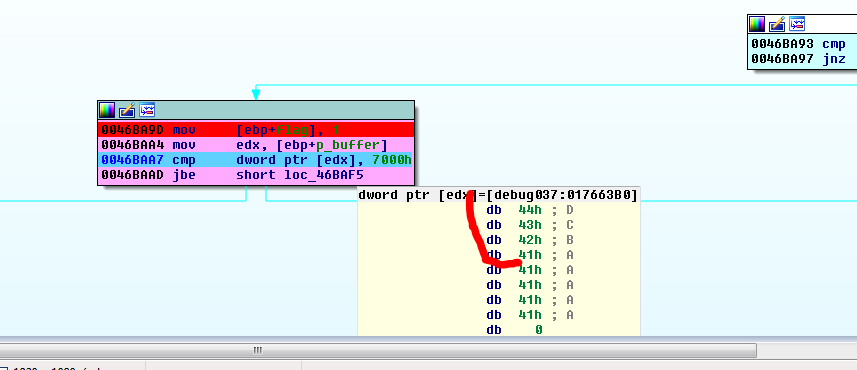 0046BA93 cmp
0046BA97 jnz
0046BA9D mov [ebp+Flag], 1
0046BAA4 mov edx, [ebp+p_buffer]
0046BAA7 cmp dword ptr [edx], 7000h
0046BAAD jbe short loc_46BAF5
dword ptr [edx]=[debug037:017663B0]
db 44h ; D
db 43h ; C
db 42h ; B
db 41h ; A
db 41h ; A
db 41h ; A
db 41h ; A
db 41h ; A
db 0